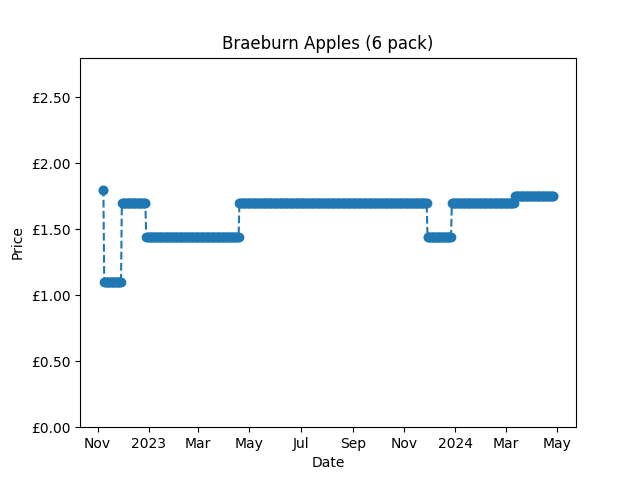 Braeburn Apples (6 pack)
£2.50
£2.00
£1.50
£1.00
£0.50
£0.00
Price
Nov 2023 Mar May Jul Sep Nov 2024 Mar May
Date